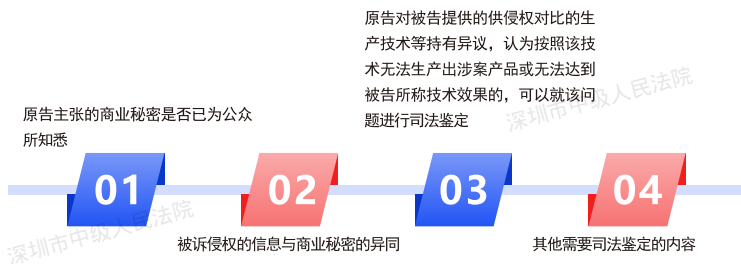 原告主张的商业秘密是否已为公众
所知悉
01
被诉侵权的信息与商业秘密的异同
02
原告对被告提供的供侵权对比的生
产技术等持有异议，认为按照该技
术无法生产出涉案产品或无法达到
被告所称技术效果的，可以就该问
题进行司法鉴定
03
其他需要司法鉴定的内容
04
深圳市中级人民法院
深圳市中级人民法院